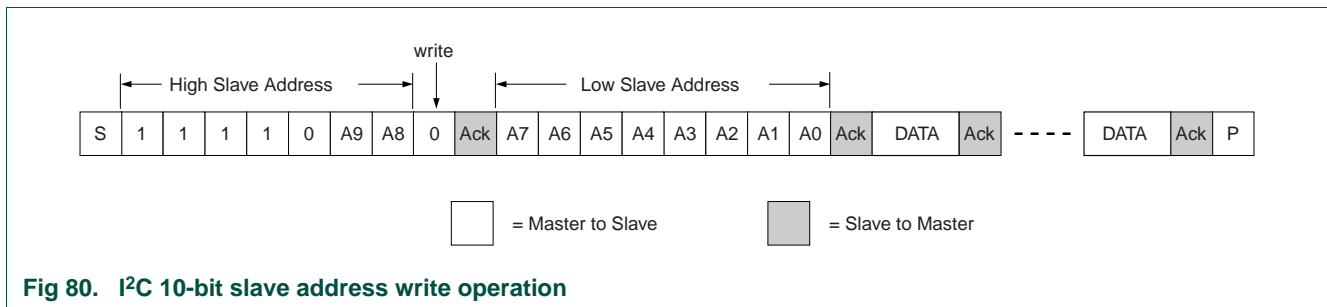 write
High Slave Address Low Slave Address
S 1 1 1 1 0 A9 A8 0 Ack A7 A6 A5 A4 A3 A2 A1 A0 Ack DATA Ack DATA Ack P
= Master to Slave = Slave to Master
Fig 80. I²C 10-bit slave address write operation